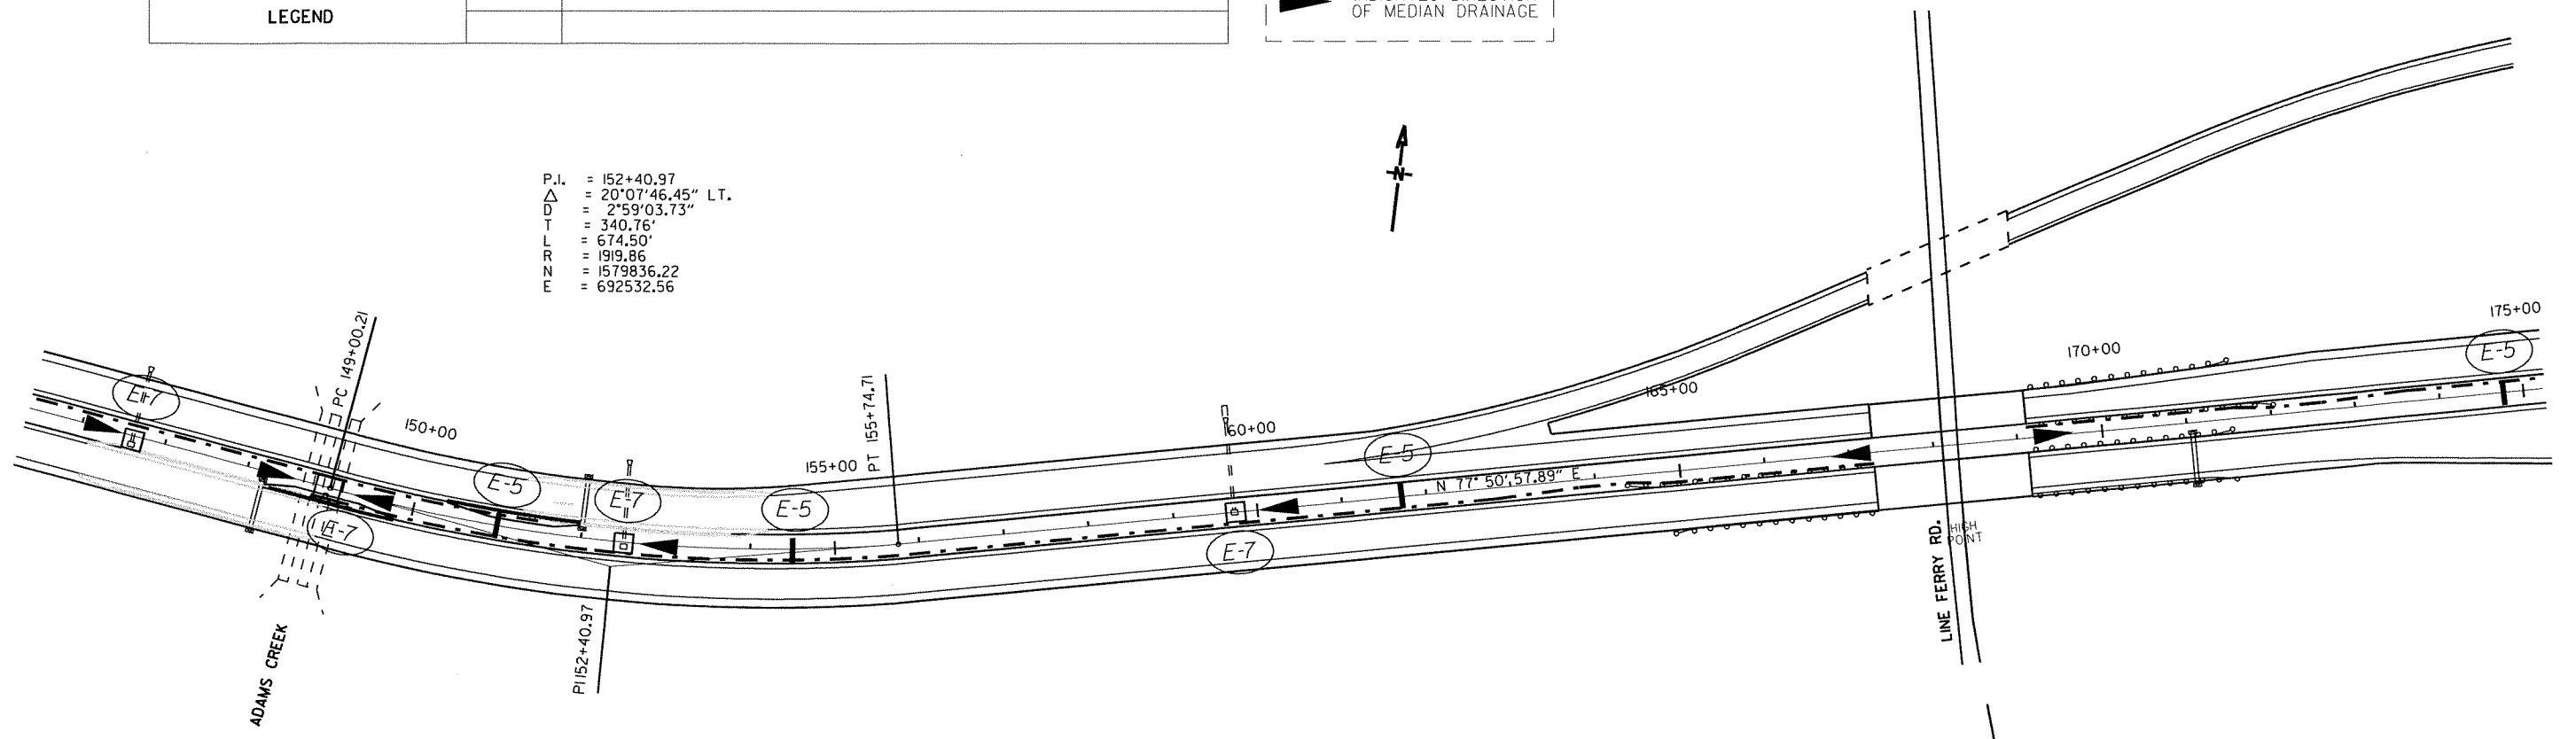 LEGEND
OF MEDIAN DRAINAGE
P.I. = 152+40.97
△ = 20°07'46.45" LT.
D = 2°59'03.73"
T = 340.76'
L = 674.50'
R = 1919.86
N = 1579836.22
E = 692532.56
N
E-7
PC 149+00.21
150+00
E-7
E-5
E-7
155+00
PT 155+74.71
E-5
PI 152+40.97
60+00
E-7
E-5
N 77° 50' 57.89" E
165+00
170+00
175+00
E-5
HIGH
POINT
LINE FERRY RD.
ADAMS CREEK